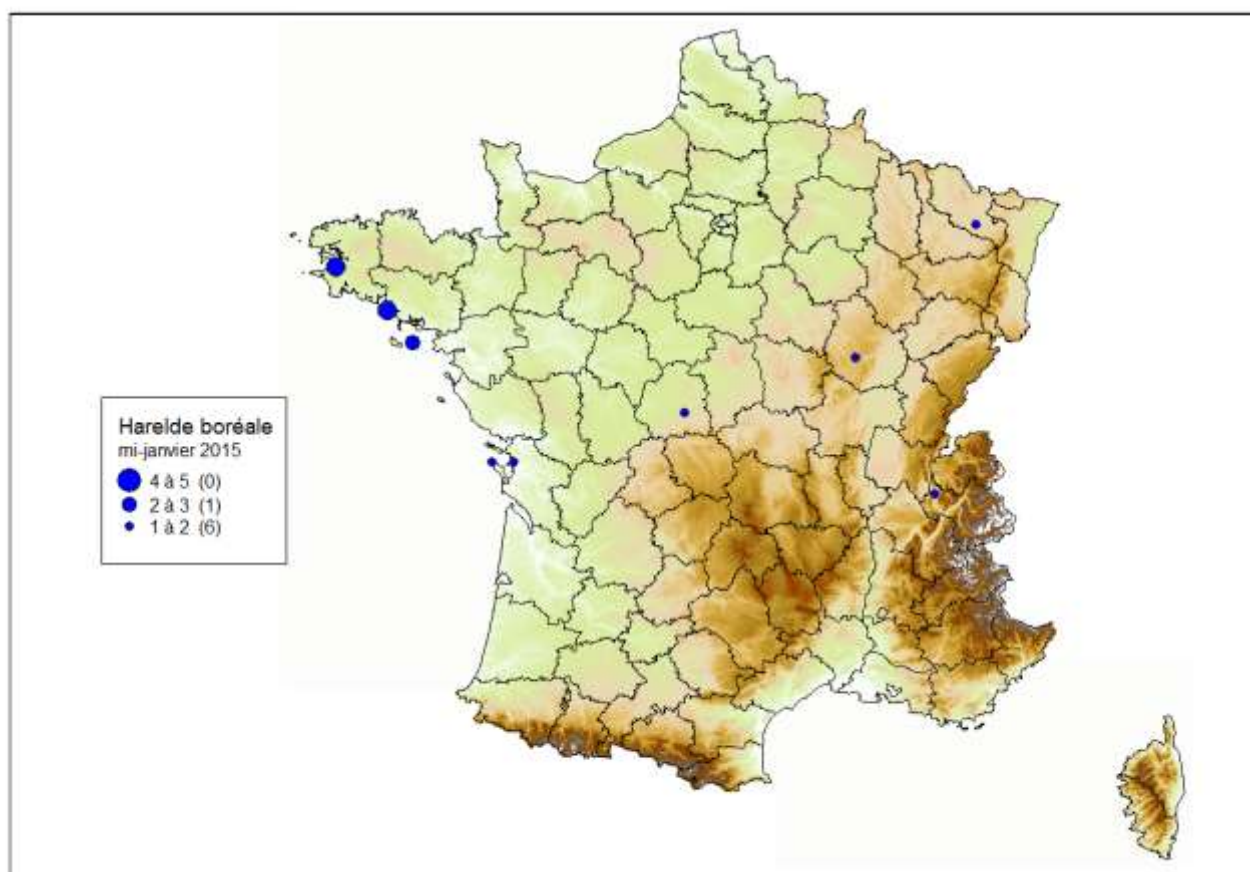 Harelde boréale
mi-janvier 2015
4 à 5 (0)
2 à 3 (1)
1 à 2 (6)